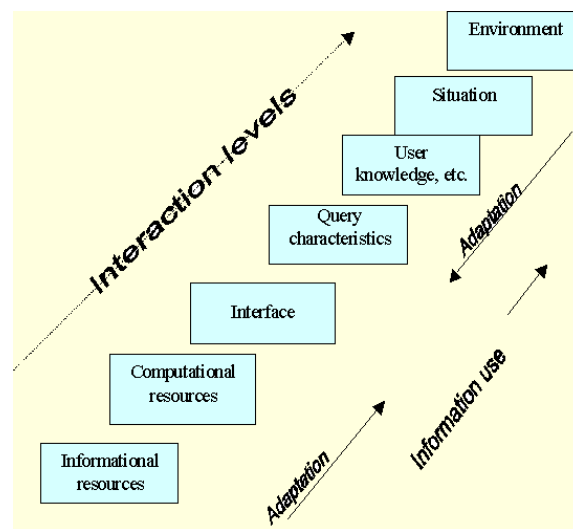 Environment
Situation
User
knowledge, etc.
Interaction levels
Adaptation
Query
characteristics
Interface
Information use
Computational
resources
Adaptation
Informational
resources